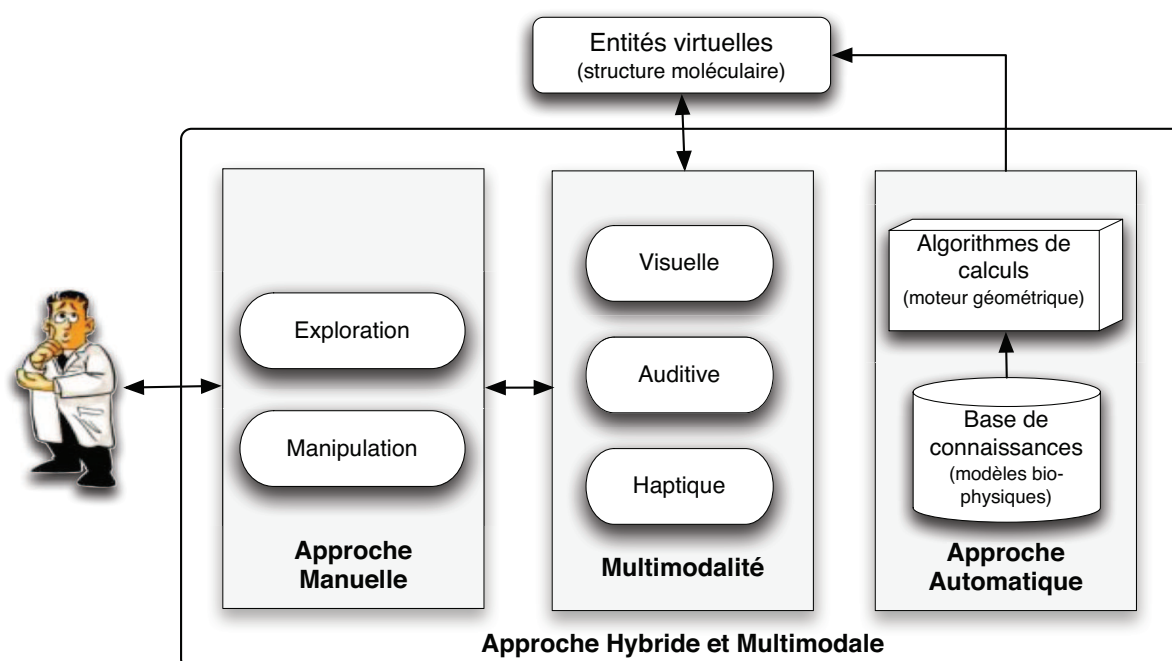 Entités virtuelles
(structure moléculaire)
Exploration
Manipulation
Approche
Manuelle
Visuelle
Auditive
Haptique
Multimodalité
Algorithmes de
calculs
(moteur géométrique)
Base de
connaissances
(modèles bio-
physiques)
Approche
Automatique
Approche Hybride et Multimodale